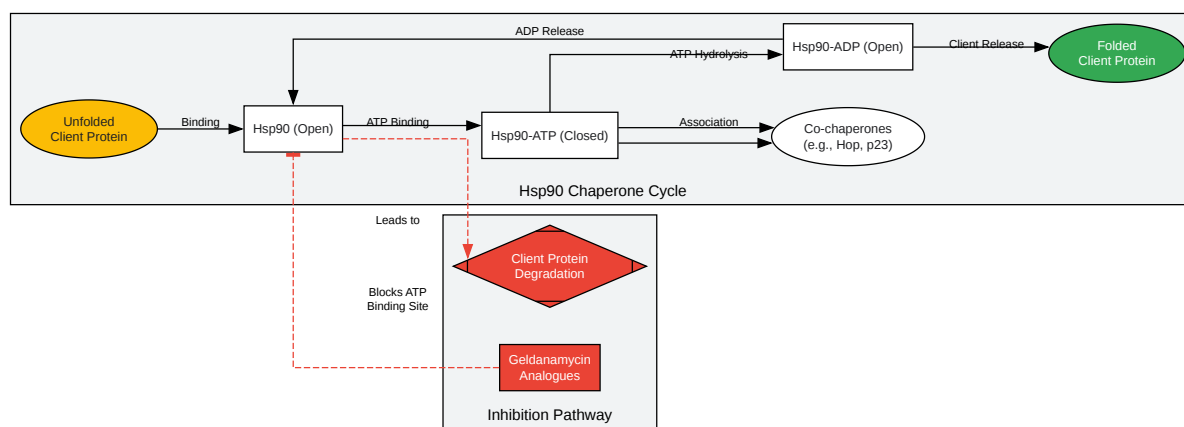 ADP Release
Hsp90-ADP (Open)
Client Release
Folded
Client Protein
ATP Hydrolysis
Unfolded
Client Protein
Binding
Hsp90 (Open)
ATP Binding
Hsp90-ATP (Closed)
Association
Co-chaperones
(e.g., Hop, p23)
Hsp90 Chaperone Cycle
Leads to
Client Protein
Degradation
Blocks ATP
Binding Site
Geldanamycin
Analogues
Inhibition Pathway